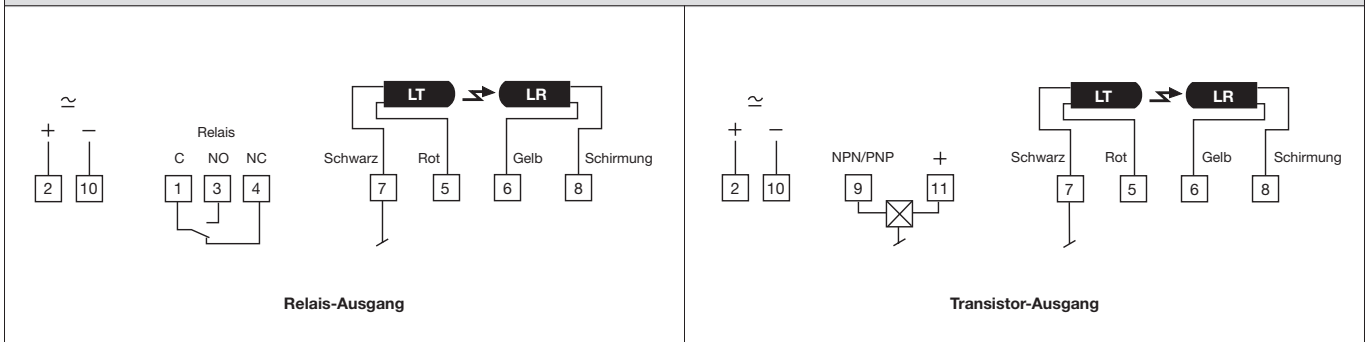 LT LR
≃
+ −
Relais
C NO NC
Schwarz Rot Gelb Schirmung
2 10 1 3 4 7 5 6 8
Relais-Ausgang
LT LR
≃
+ −
NPN/PNP +
Schwarz Rot Gelb Schirmung
2 10 9 11 7 5 6 8
Transistor-Ausgang